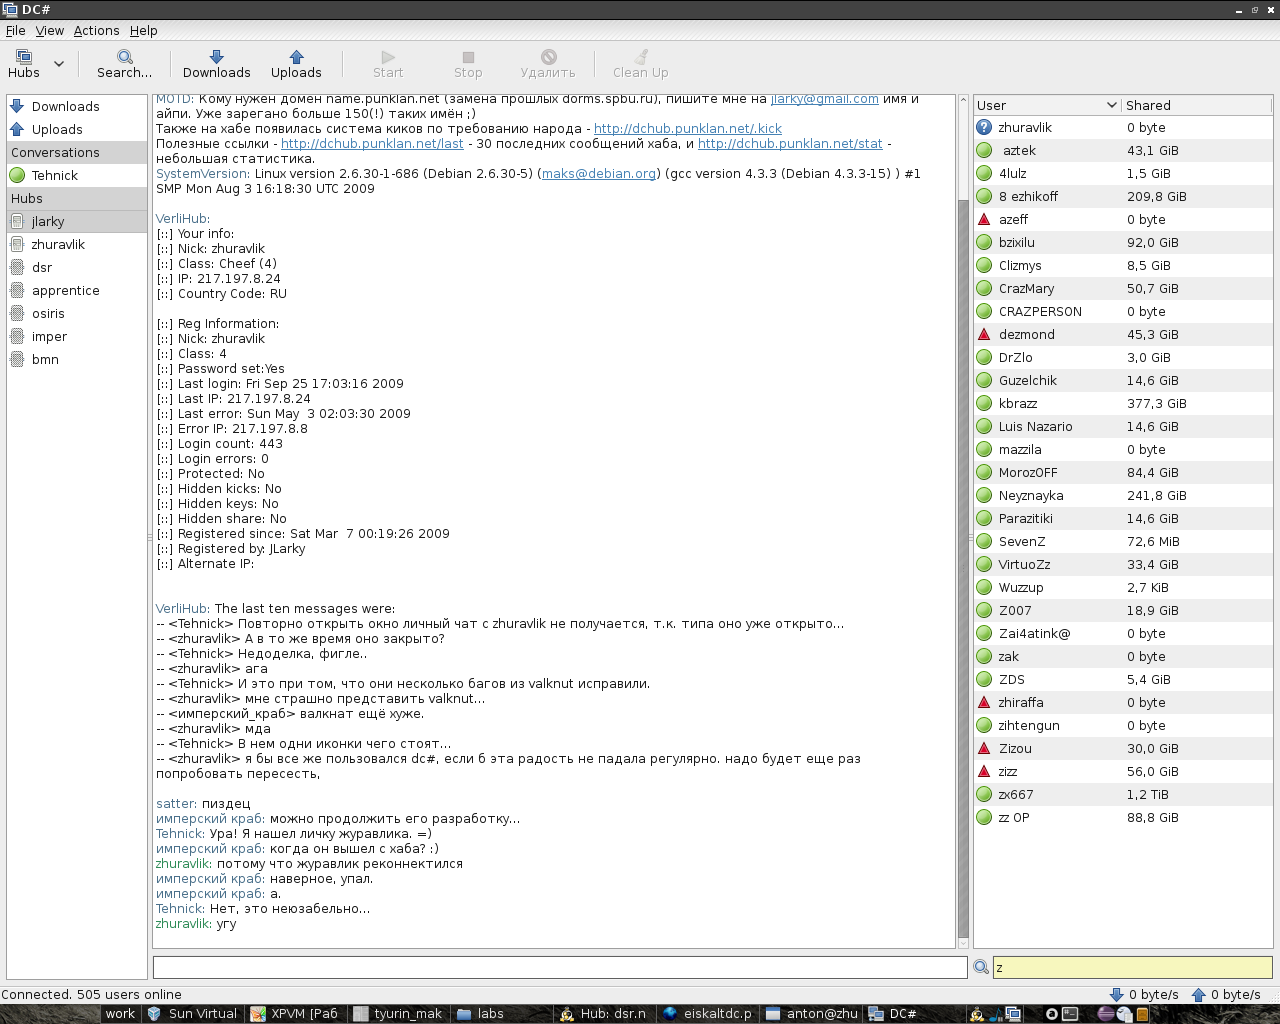 DC#
File View Actions Help
Hubs Search... Downloads Uploads Start Stop Удалить Clean Up
Downloads
Uploads
Conversations
Tehnick
Hubs
jlarky
zhuravlik
dsr
apprentice
osiris
imper
bmn
MOTD: Кому нужен домен name.punklan.net (замена прошлых dorms.spbu.ru), пишите мне на jlarky@gmail.com имя и
айпи. Уже зарегано больше 150(!) таких имён ;)
Также на хабе появилась система киков по требованию народа - http://dchub.punklan.net/.kick
Полезные ссылки - http://dchub.punklan.net/last - 30 последних сообщений хаба, и http://dchub.punklan.net/stat -
небольшая статистика.
SystemVersion: Linux version 2.6.30-1-686 (Debian 2.6.30-5) (maks@debian.org) (gcc version 4.3.3 (Debian 4.3.3-15) ) #1
SMP Mon Aug 3 16:18:30 UTC 2009
VerliHub:
[::] Your info:
[::] Nick: zhuravlik
[::] Class: Cheef (4)
[::] IP: 217.197.8.24
[::] Country Code: RU
[::] Reg Information:
[::] Nick: zhuravlik
[::] Class: 4
[::] Password set:Yes
[::] Last login: Fri Sep 25 17:03:16 2009
[::] Last IP: 217.197.8.24
[::] Last error: Sun May  3 02:03:30 2009
[::] Error IP: 217.197.8.8
[::] Login count: 443
[::] Login errors: 0
[::] Protected: No
[::] Hidden kicks: No
[::] Hidden keys: No
[::] Hidden share: No
[::] Registered since: Sat Mar  7 00:19:26 2009
[::] Registered by: JLarky
[::] Alternate IP:
VerliHub: The last ten messages were:
-- <Tehnick> Повторно открыть окно личный чат с zhuravlik не получается, т.к. типа оно уже открыто...
-- <zhuravlik> А в то же время оно закрыто?
-- <Tehnick> Недоделка, фигле..
-- <zhuravlik> ага
-- <Tehnick> И это при том, что они несколько багов из valknut исправили.
-- <zhuravlik> мне страшно представить valknut...
-- <имперский_краб> валкнат ещё хуже.
-- <zhuravlik> мда
-- <Tehnick> В нем одни иконки чего стоят...
-- <zhuravlik> я бы все же пользовался dc#, если б эта радость не падала регулярно. надо будет еще раз
попробовать пересесть,
satter: пиздец
имперский краб: можно продолжить его разработку...
Tehnick: Ура! Я нашел личку журавлика. =)
имперский краб: когда он вышел с хаба? :)
zhuravlik: потому что журавлик реконнектился
имперский краб: наверное, упал.
имперский краб: а.
Tehnick: Нет, это неюзабельно...
zhuravlik: угу
User Shared
zhuravlik 0 byte
aztek 43,1 GiB
4lulz 1,5 GiB
8 ezhikoff 209,8 GiB
azeff 0 byte
bzixilu 92,0 GiB
Clizmys 8,5 GiB
CrazMary 50,7 GiB
CRAZPERSON 0 byte
dezmond 45,3 GiB
DrZlo 3,0 GiB
Guzelchik 14,6 GiB
kbrazz 377,3 GiB
Luis Nazario 14,6 GiB
mazzila 0 byte
MorozOFF 84,4 GiB
Neyznayka 241,8 GiB
Parazitiki 14,6 GiB
SevenZ 72,6 MiB
VirtuoZz 33,4 GiB
Wuzzup 2,7 KiB
Z007 18,9 GiB
Zai4atink@ 0 byte
zak 0 byte
ZDS 5,4 GiB
zhiraffa 0 byte
zihtengun 0 byte
Zizou 30,0 GiB
zizz 56,0 GiB
zx667 1,2 TiB
zz OP 88,8 GiB
z
Connected. 505 users online 0 byte/s 0 byte/s
work Sun Virtual XPVM [Раб tyurin_mak labs Hub: dsr.n eiskaltdc.p anton@zhu DC#